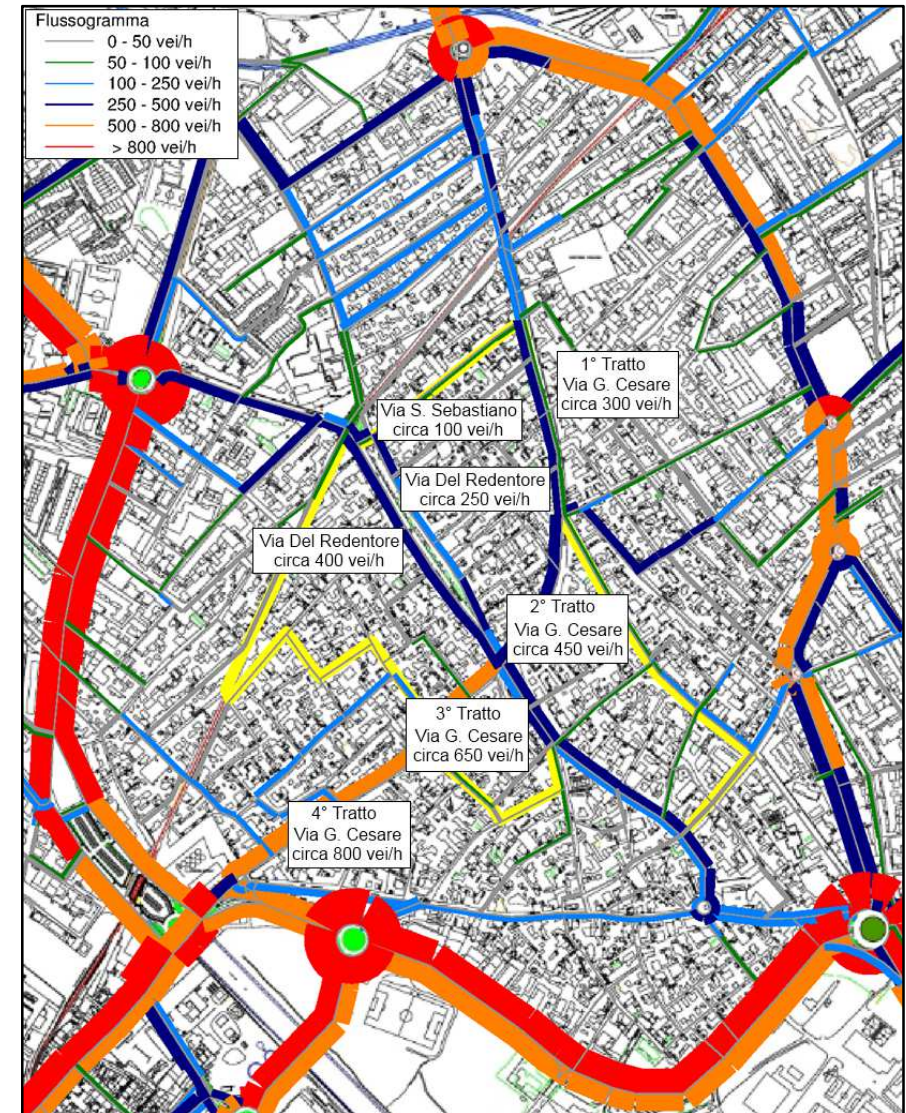 Flussogramma
0 - 50 vei/h
50 - 100 vei/h
100 - 250 vei/h
250 - 500 vei/h
500 - 800 vei/h
> 800 vei/h
1° Tratto
Via G. Cesare
circa 300 vei/h
Via S. Sebastiano
circa 100 vei/h
Via Del Redentore
circa 250 vei/h
Via Del Redentore
circa 400 vei/h
2° Tratto
Via G. Cesare
circa 450 vei/h
3° Tratto
Via G. Cesare
circa 650 vei/h
4° Tratto
Via G. Cesare
circa 800 vei/h